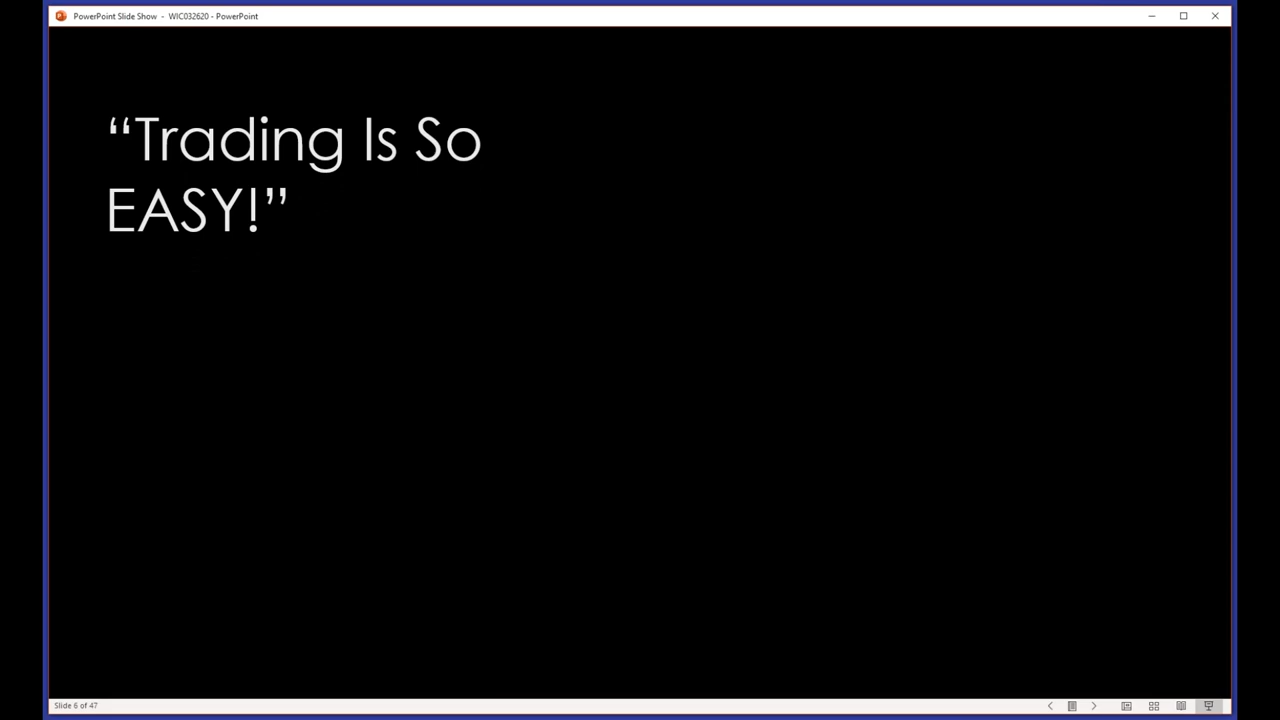 PowerPoint Slide Show - WIC032620 - PowerPoint
“Trading Is So
EASY!”
Slide 6 of 47